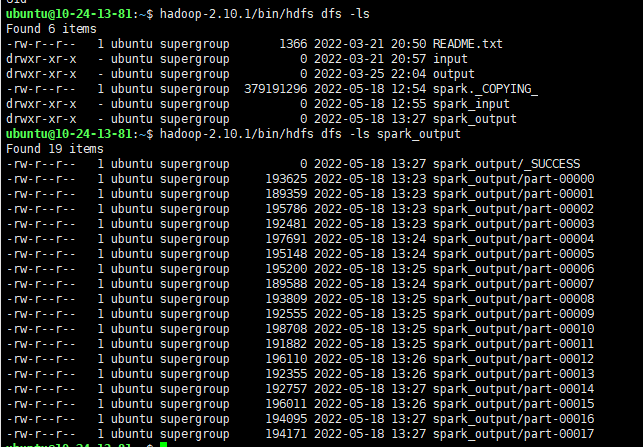 ubuntu@10-24-13-81:~$ hadoop-2.10.1/bin/hdfs dfs -ls
Found 6 items
-rw-r--r-- 1 ubuntu supergroup 1366 2022-03-21 20:50 README.txt
drwxr-xr-x - ubuntu supergroup 0 2022-03-21 20:57 input
drwxr-xr-x - ubuntu supergroup 0 2022-03-25 22:04 output
-rw-r--r-- 1 ubuntu supergroup 379191296 2022-05-18 12:54 spark._COPYING_
drwxr-xr-x - ubuntu supergroup 0 2022-05-18 12:55 spark_input
drwxr-xr-x - ubuntu supergroup 0 2022-05-18 13:27 spark_output
ubuntu@10-24-13-81:~$ hadoop-2.10.1/bin/hdfs dfs -ls spark_output
Found 19 items
-rw-r--r-- 1 ubuntu supergroup 0 2022-05-18 13:27 spark_output/_SUCCESS
-rw-r--r-- 1 ubuntu supergroup 193625 2022-05-18 13:23 spark_output/part-00000
-rw-r--r-- 1 ubuntu supergroup 189359 2022-05-18 13:23 spark_output/part-00001
-rw-r--r-- 1 ubuntu supergroup 195786 2022-05-18 13:23 spark_output/part-00002
-rw-r--r-- 1 ubuntu supergroup 192481 2022-05-18 13:23 spark_output/part-00003
-rw-r--r-- 1 ubuntu supergroup 197691 2022-05-18 13:24 spark_output/part-00004
-rw-r--r-- 1 ubuntu supergroup 195148 2022-05-18 13:24 spark_output/part-00005
-rw-r--r-- 1 ubuntu supergroup 195200 2022-05-18 13:25 spark_output/part-00006
-rw-r--r-- 1 ubuntu supergroup 189588 2022-05-18 13:24 spark_output/part-00007
-rw-r--r-- 1 ubuntu supergroup 193809 2022-05-18 13:25 spark_output/part-00008
-rw-r--r-- 1 ubuntu supergroup 192555 2022-05-18 13:25 spark_output/part-00009
-rw-r--r-- 1 ubuntu supergroup 198708 2022-05-18 13:25 spark_output/part-00010
-rw-r--r-- 1 ubuntu supergroup 191882 2022-05-18 13:25 spark_output/part-00011
-rw-r--r-- 1 ubuntu supergroup 196110 2022-05-18 13:26 spark_output/part-00012
-rw-r--r-- 1 ubuntu supergroup 192355 2022-05-18 13:26 spark_output/part-00013
-rw-r--r-- 1 ubuntu supergroup 192757 2022-05-18 13:27 spark_output/part-00014
-rw-r--r-- 1 ubuntu supergroup 196011 2022-05-18 13:26 spark_output/part-00015
-rw-r--r-- 1 ubuntu supergroup 194095 2022-05-18 13:27 spark_output/part-00016
-rw-r--r-- 1 ubuntu supergroup 194171 2022-05-18 13:27 spark_output/part-00017